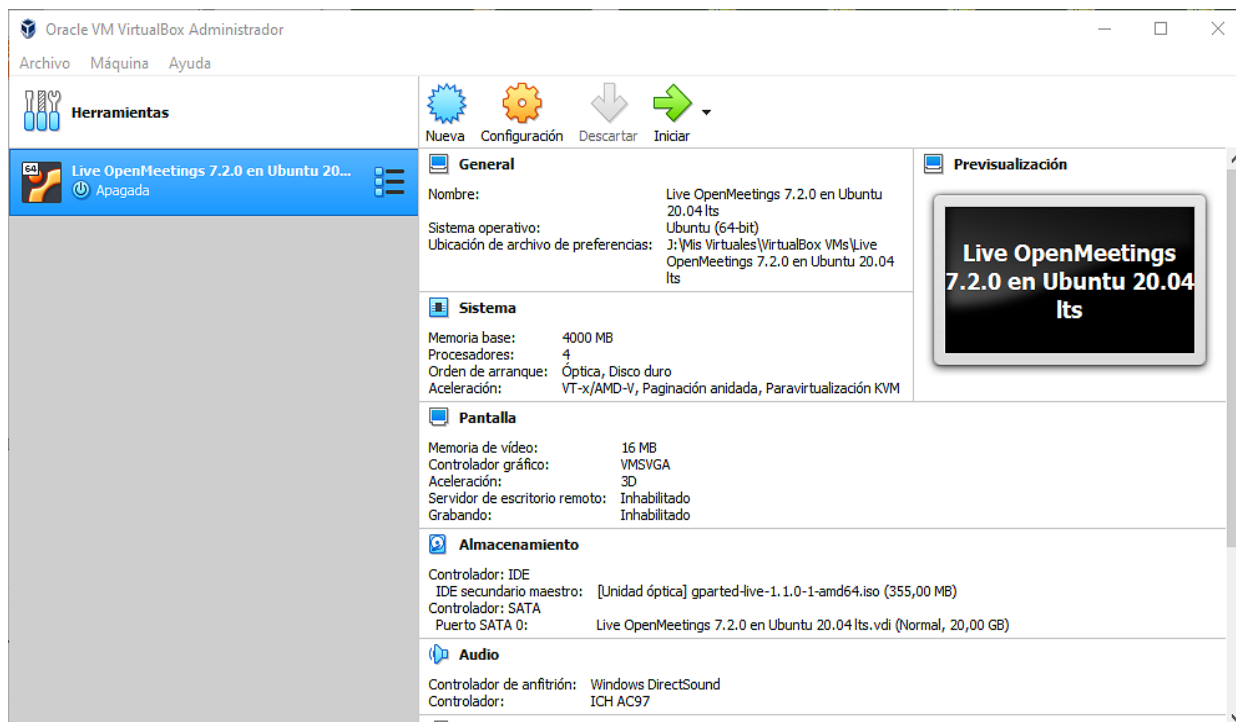 Oracle VM VirtualBox Administrador
Archivo Máquina Ayuda
Herramientas
Nueva Configuración Descartar Iniciar
64
Live OpenMeetings 7.2.0 en Ubuntu 20...
Apagada
General
Nombre: Live OpenMeetings 7.2.0 en Ubuntu
20.04 lts
Sistema operativo: Ubuntu (64-bit)
Ubicación de archivo de preferencias: J:\Mis Virtuales\VirtualBox VMs\Live
OpenMeetings 7.2.0 en Ubuntu 20.04
lts
Previsualización
Live OpenMeetings
7.2.0 en Ubuntu 20.04
lts
Sistema
Memoria base: 4000 MB
Procesadores: 4
Orden de arranque: Óptica, Disco duro
Aceleración: VT-x/AMD-V, Paginación anidada, Paravirtualización KVM
Pantalla
Memoria de vídeo: 16 MB
Controlador gráfico: VMSVGA
Aceleración: 3D
Servidor de escritorio remoto: Inhabilitado
Grabando: Inhabilitado
Almacenamiento
Controlador: IDE
IDE secundario maestro: [Unidad óptica] gparted-live-1.1.0-1-amd64.iso (355,00 MB)
Controlador: SATA
Puerto SATA 0: Live OpenMeetings 7.2.0 en Ubuntu 20.04 lts.vdi (Normal, 20,00 GB)
Audio
Controlador de anfitrión: Windows DirectSound
Controlador: ICH AC97